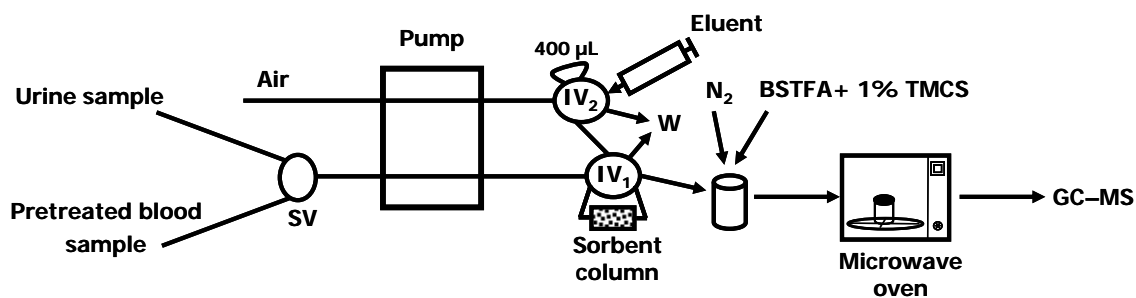 Eluent
Pump
400 µL
Air
Urine sample
IV2
N2
BSTFA+ 1% TMCS
W
IV1
SV
Pretreated blood
sample
GC–MS
Sorbent
column
Microwave
oven